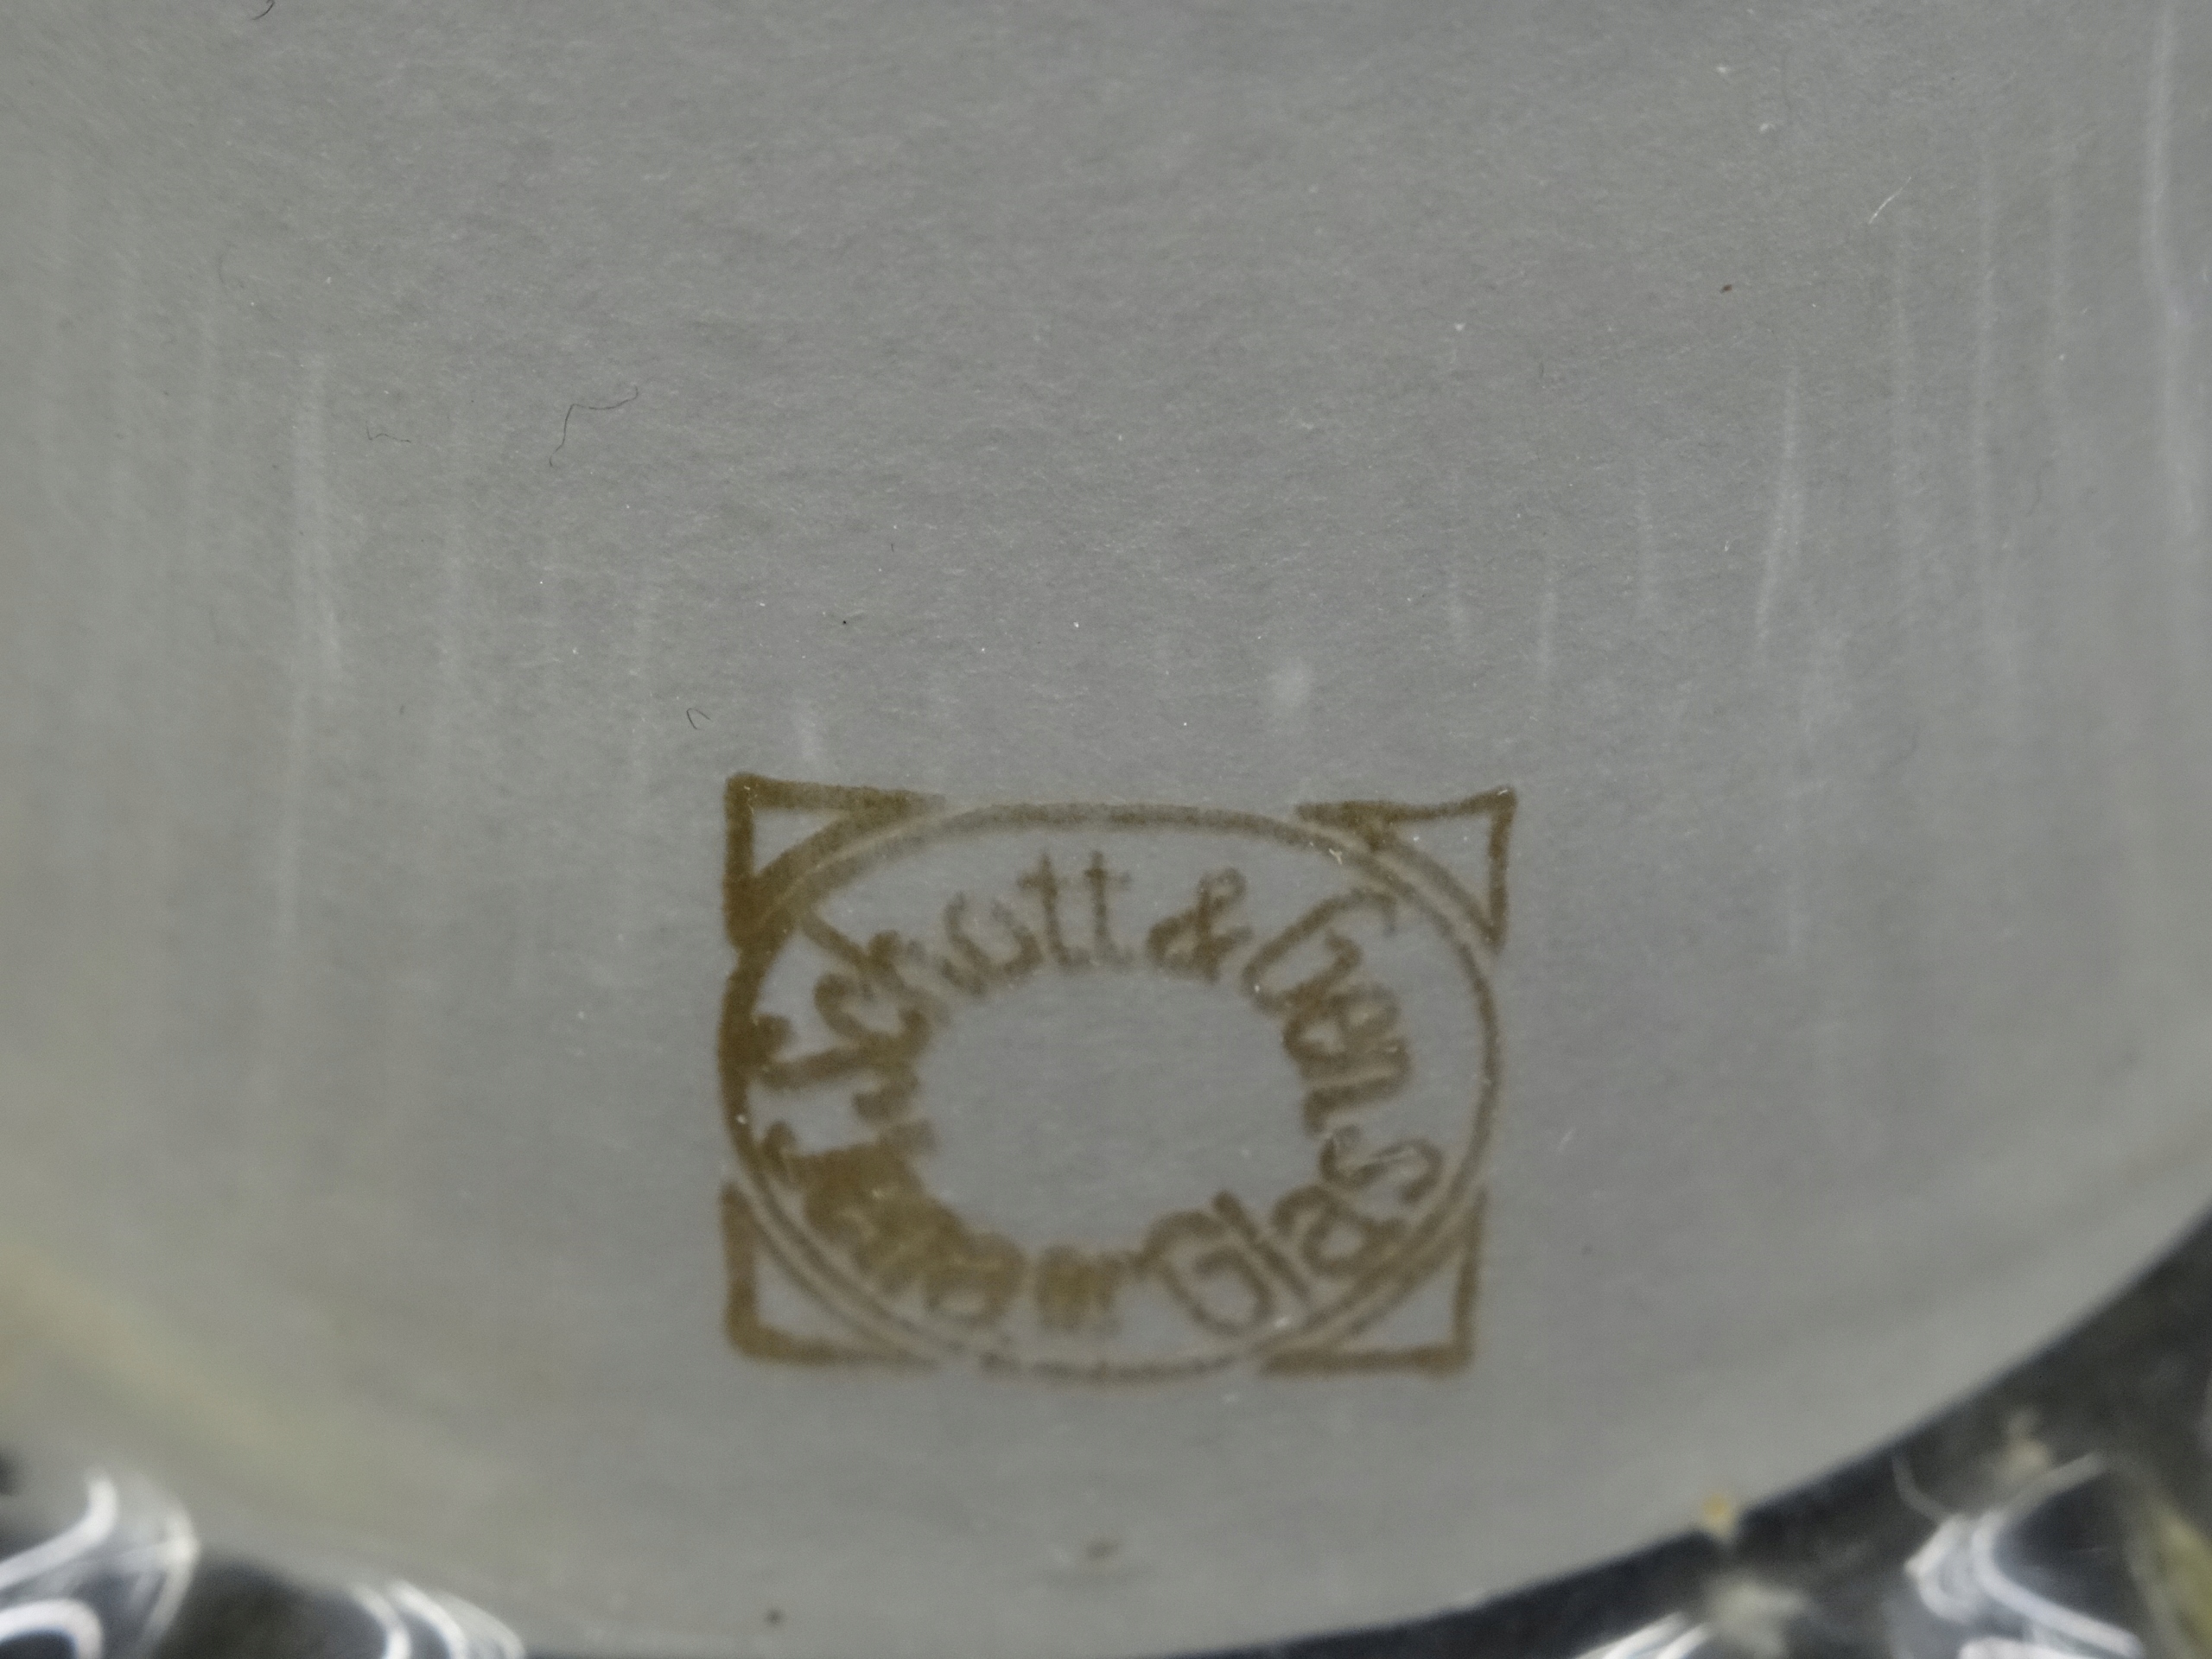 Schott & Gen
Glas